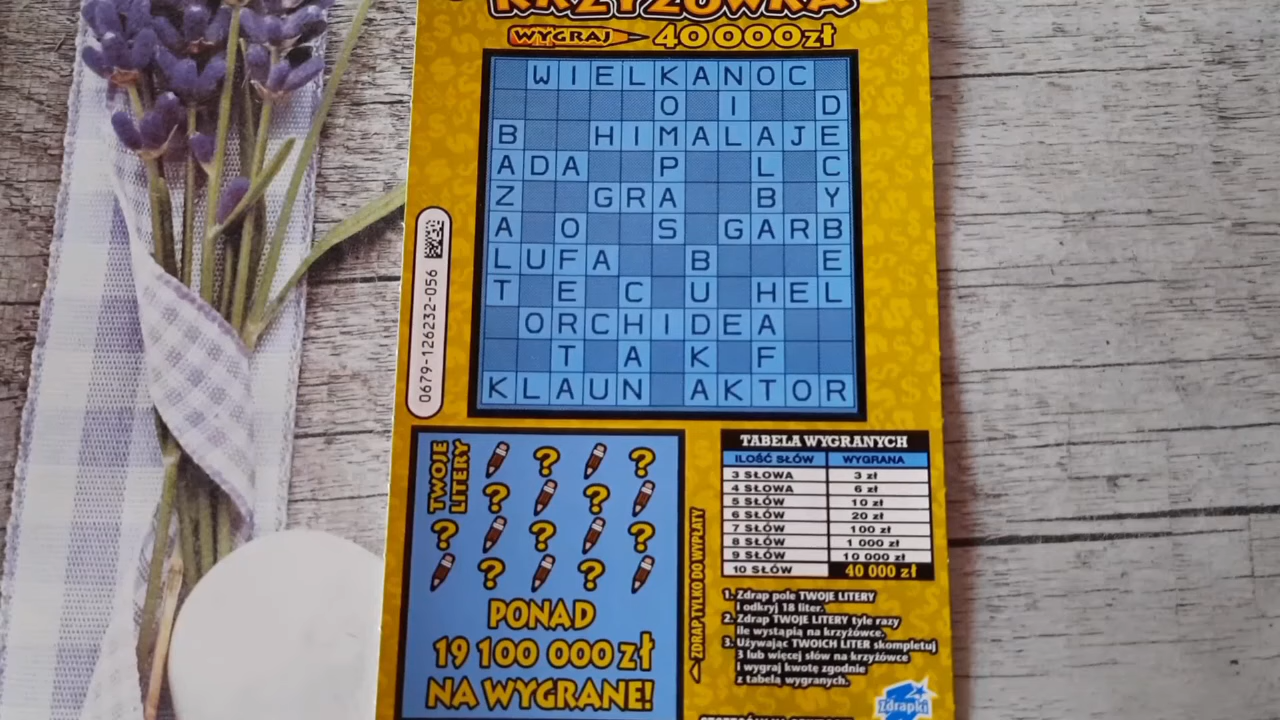 KRZYŻÓWKA
WYGRAJ 40 000 zł
WIELKANOC
O I D
B HIMALAJE
ADA P L C
Z GRA B Y
A O S GARB
LUFA B E
T E C U HEL
ORCHIDEA
T A K F
KLAUN AKTOR
0679-126232-056
TWOJE LITERY
? ?
? ?
? ? ?
? ?
PONAD
19 100 000 zł
NA WYGRANE!
ZDRAP TYLKO DO WYPŁATY
TABELA WYGRANYCH
ILOŚĆ SŁÓW WYGRANA
3 SŁOWA 3 zł
4 SŁOWA 6 zł
5 SŁÓW 10 zł
6 SŁÓW 20 zł
7 SŁÓW 100 zł
8 SŁÓW 1 000 zł
9 SŁÓW 10 000 zł
10 SŁÓW 40 000 zł
1. Zdrap pole TWOJE LITERY
i odkryj 18 liter.
2. Zdrap TWOJE LITERY tyle razy
ile wystąpią na krzyżówce.
3. Używając TWOICH LITER skompletuj
3 lub więcej słów na krzyżówce
i wygraj kwotę zgodnie
z tabelą wygranych.
Zdrapki